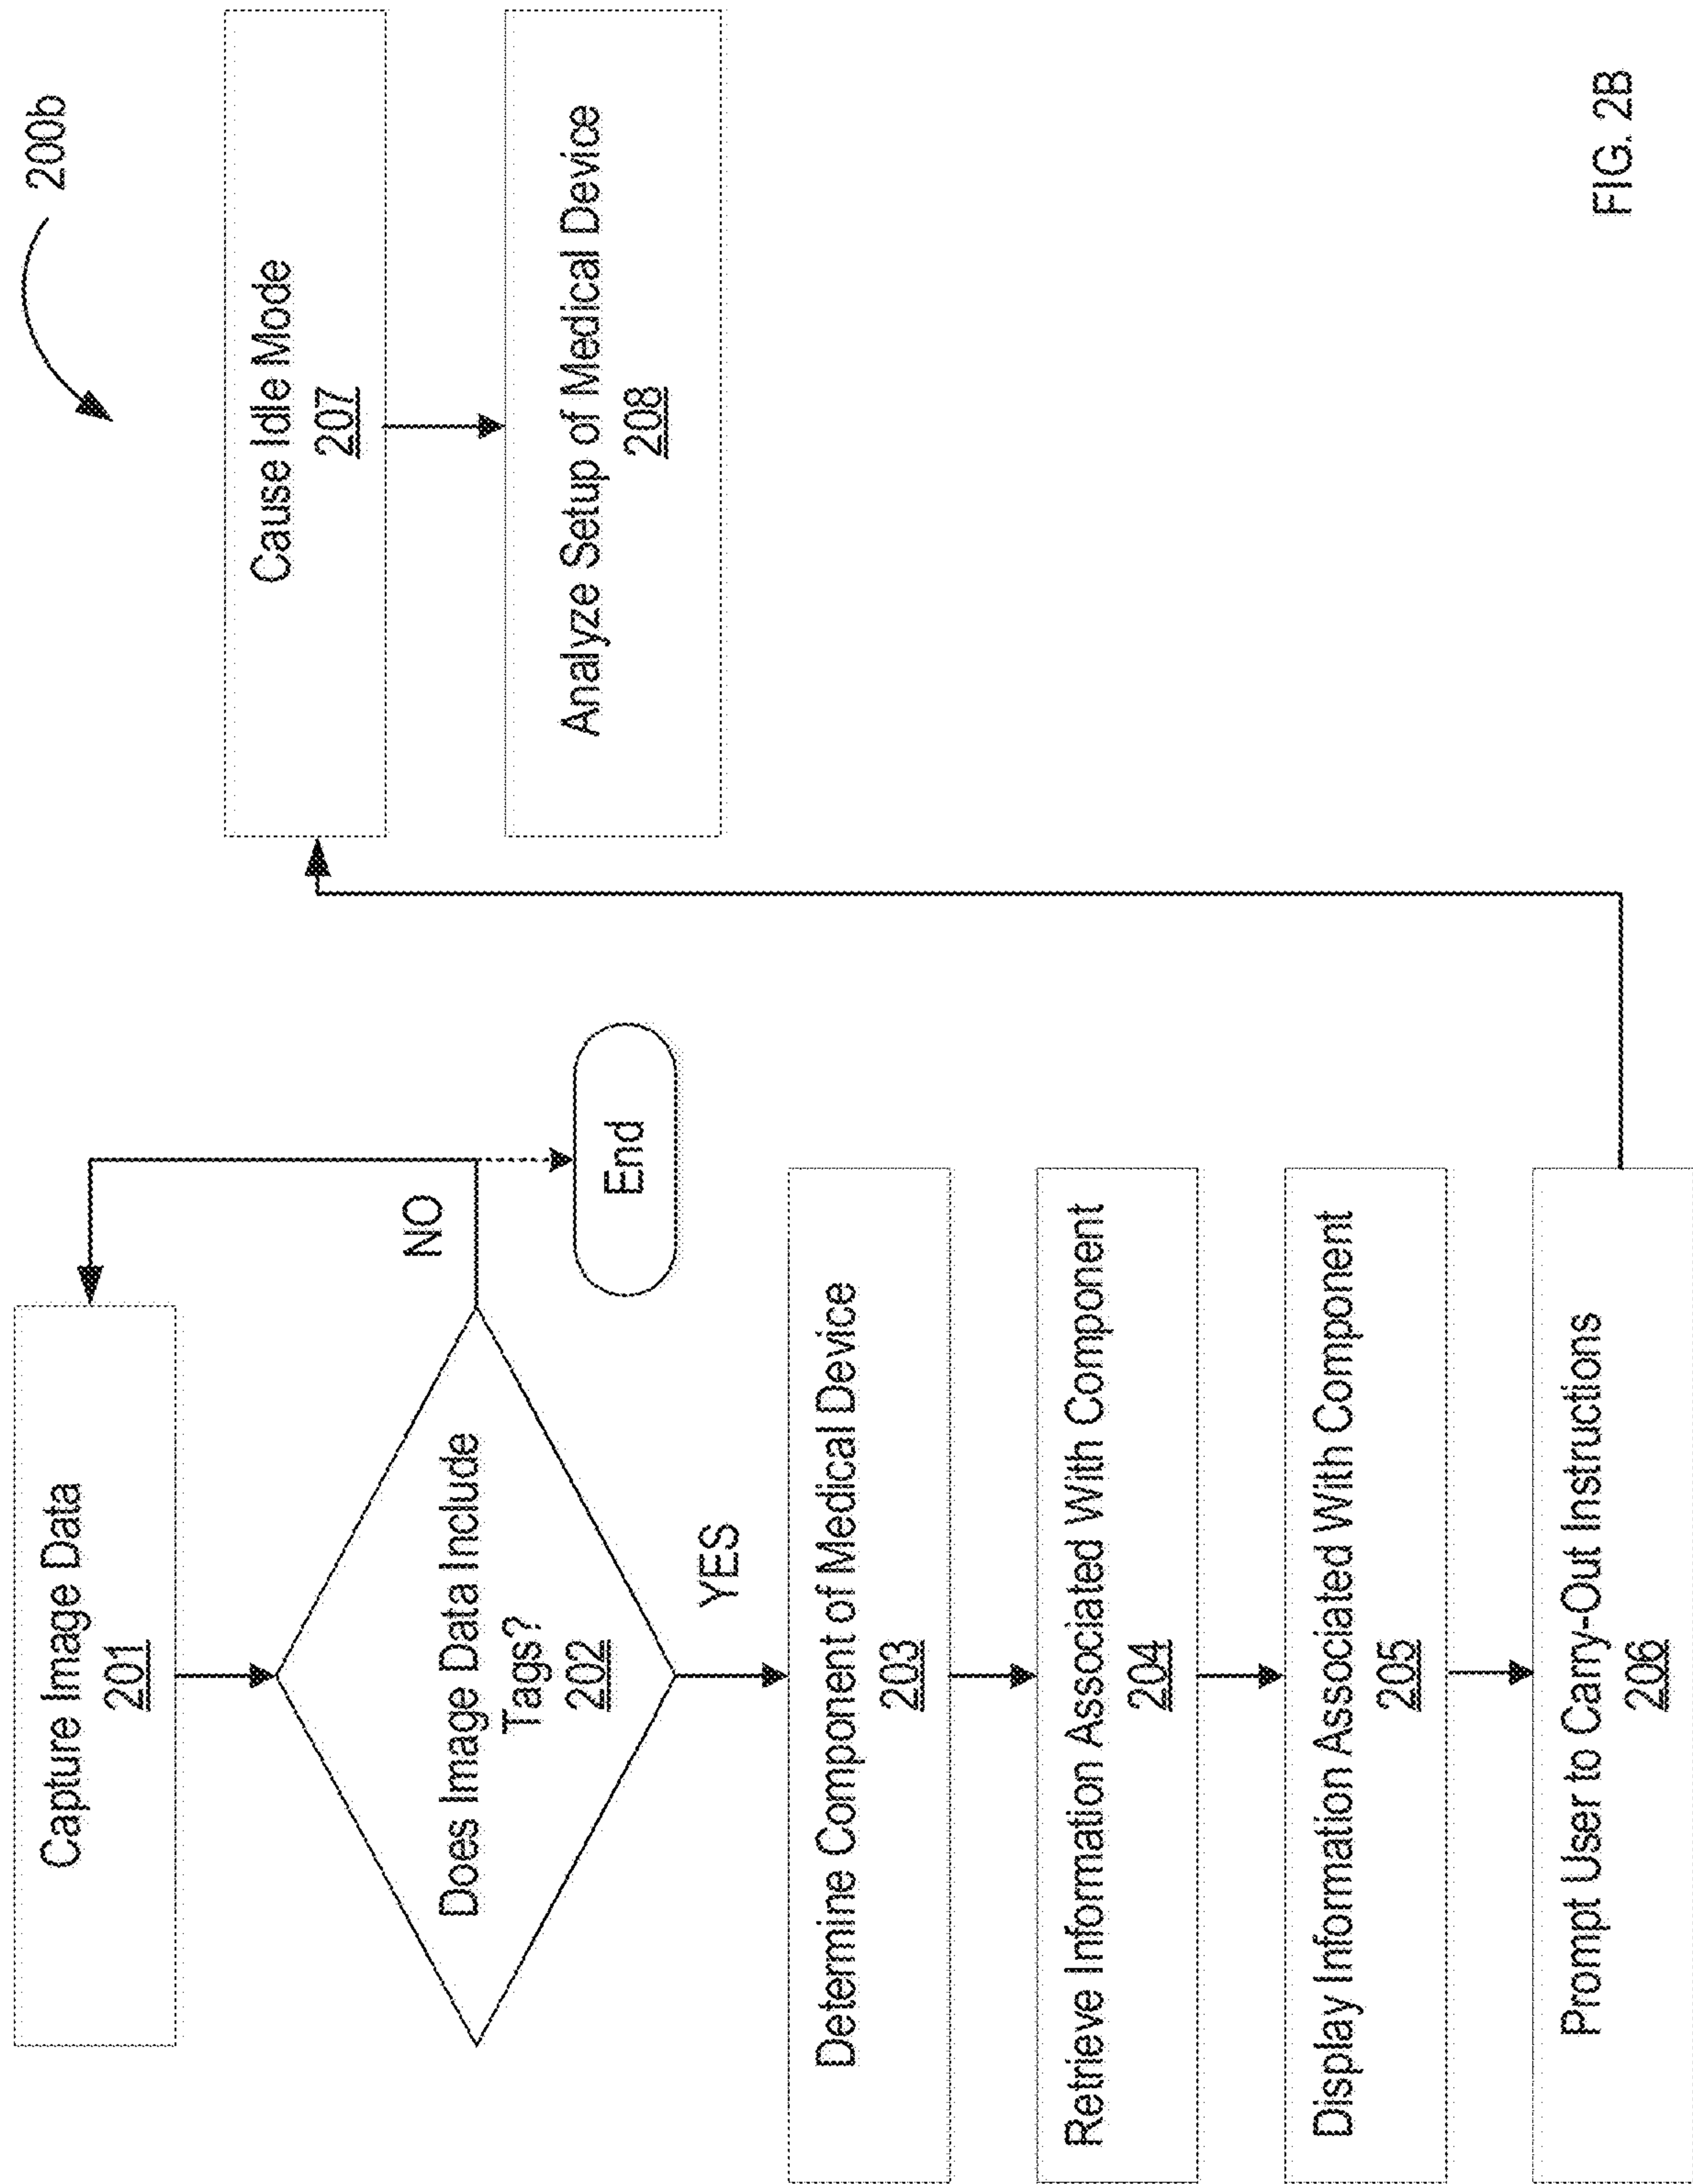 200b
Capture Image Data
201
Does Image Data Include
Tags?
202
NO
End
YES
Determine Component of Medical Device
203
Retrieve Information Associated With Component
204
Display Information Associated With Component
205
Prompt User to Carry-Out Instructions
206
Cause Idle Mode
207
Analyze Setup of Medical Device
208
FIG. 2B